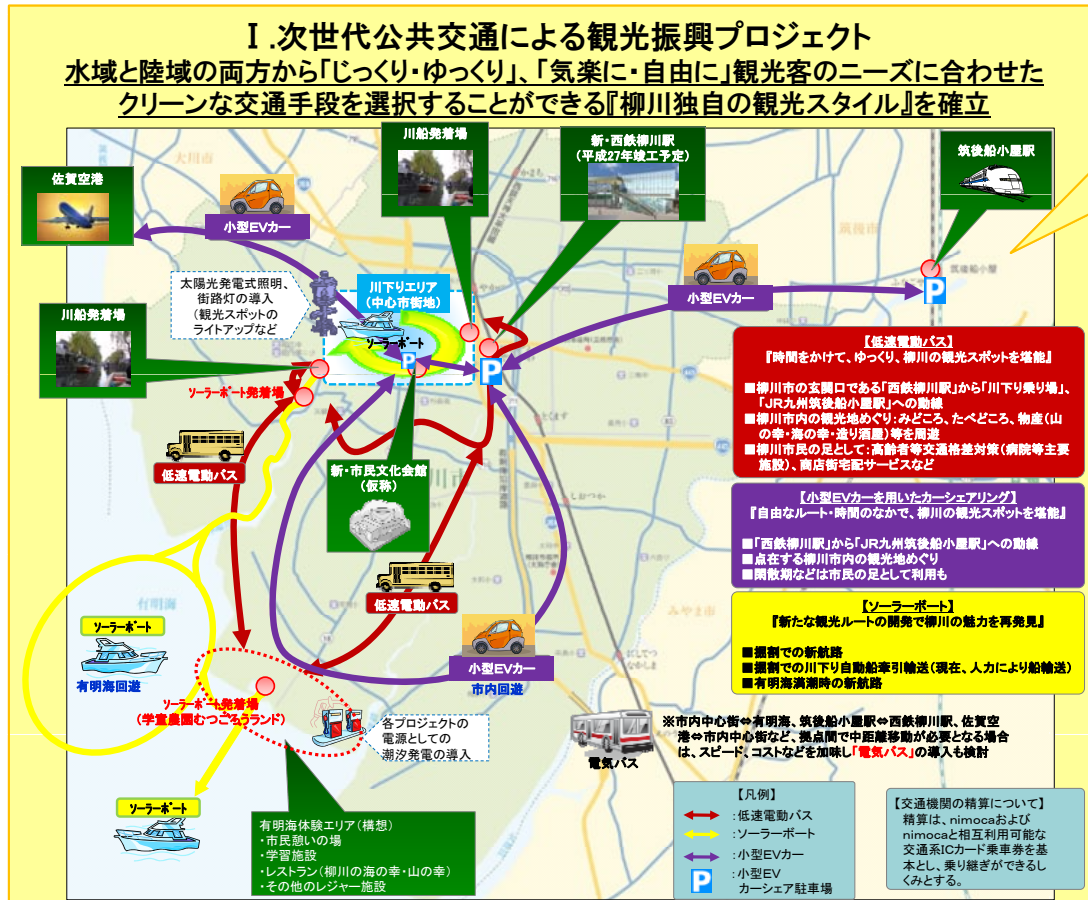 Ⅰ.次世代公共交通による観光振興プロジェクト
水域と陸域の両方から「じっくり・ゆっくり」、「気楽に・自由に」観光客のニーズに合わせた
クリーンな交通手段を選択することができる『柳川独自の観光スタイル』を確立
川船発着場
新・西鉄柳川駅
(平成27年竣工予定)
筑後船小屋駅
佐賀空港
大川市
小型EVカー
筑後市
筑後船小屋
小型EVカー
P
太陽光発電式照明、
街路灯の導入
(観光スポットの
ライトアップなど
川下りエリア
(中心市街地)
ソーラーボート
P
P
川船発着場
ソーラーボート発着場
低速電動バス
新・市民文化会館
(仮称)
低速電動バス
小型EVカー
市内回遊
みやま市
有明海
ソーラーボート
有明海回遊
ソーラーボート発着場
(学童農園むつごろうランド)
各プロジェクトの
電源としての
潮汐発電の導入
ソーラーボート
有明海体験エリア(構想)
・市民憩いの場
・学習施設
・レストラン(柳川の海の幸・山の幸)
・その他のレジャー施設
【低速電動バス】
『時間をかけて、ゆっくり、柳川の観光スポットを堪能』
■柳川市の玄関口である「西鉄柳川駅」から「川下り乗り場」、
「JR九州筑後船小屋駅」への動線
■柳川市内の観光地めぐり:みどころ、たべどころ、物産(山
の幸・海の幸・造り酒屋)等を周遊
■柳川市民の足として:高齢者等交通格差対策(病院等主要
施設)、商店街宅配サービスなど
【小型EVカーを用いたカーシェアリング】
『自由なルート・時間のなかで、柳川の観光スポットを堪能』
■「西鉄柳川駅」から「JR九州筑後船小屋駅」への動線
■点在する柳川市内の観光地めぐり
■閑散期などは市民の足として利用も
【ソーラーボート】
『新たな観光ルートの開発で柳川の魅力を再発見』
■掘割での新航路
■掘割での川下り自動船牽引輸送(現在、人力により船輸送)
■有明海満潮時の新航路
電気バス
※市内中心街⇔有明海、筑後船小屋駅⇔西鉄柳川駅、佐賀空
港⇔市内中心街など、拠点間で中距離移動が必要となる場合
は、スピード、コストなどを加味し「電気バス」の導入も検討
【凡例】
:低速電動バス
:ソーラーボート
:小型EVカー
P :小型EV
カーシェア駐車場
【交通機関の精算について】
精算は、nimocaおよび
nimocaと相互利用可能な
交通系ICカード乗車券を基
本とし、乗り継ぎができるし
くみとする。